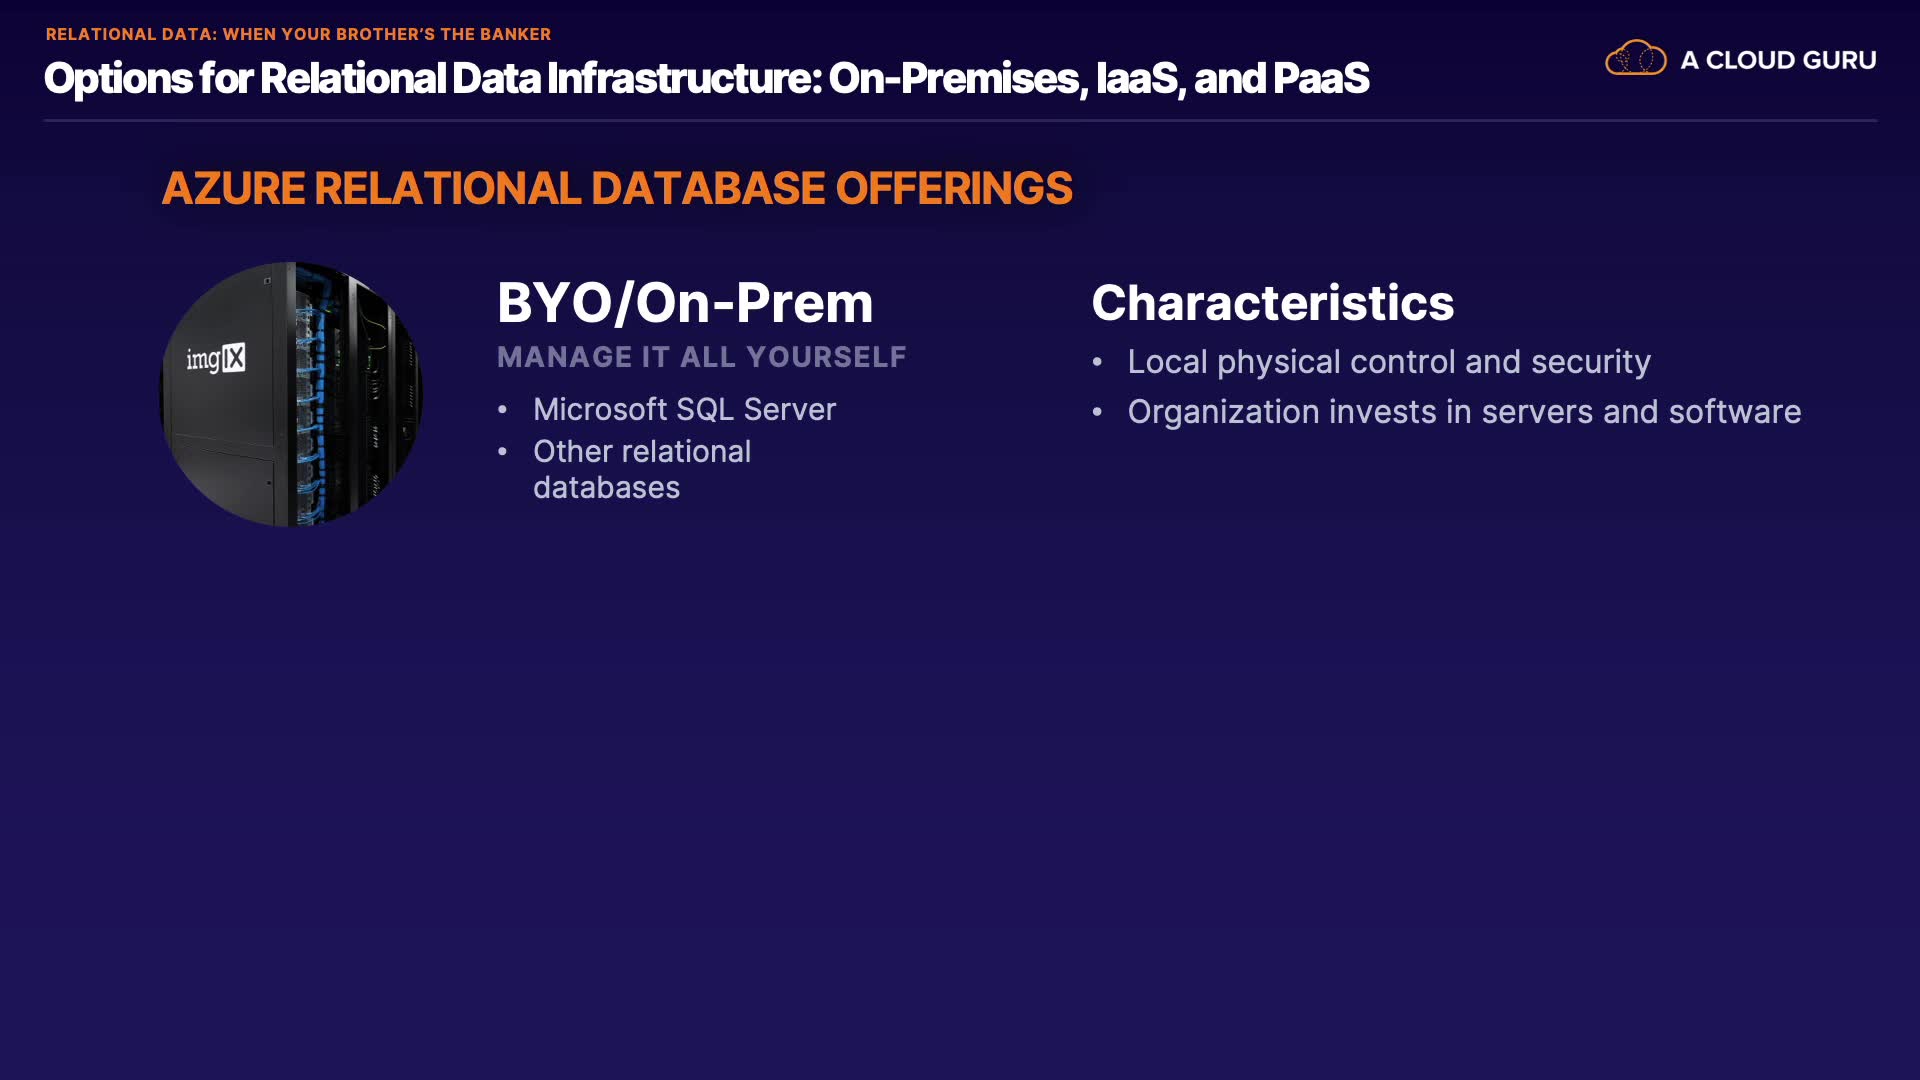 RELATIONAL DATA: WHEN YOUR BROTHER'S THE BANKER
Options for Relational Data Infrastructure: On-Premises, IaaS, and PaaS
A CLOUD GURU
AZURE RELATIONAL DATABASE OFFERINGS
imgIX
BYO/On-Prem
MANAGE IT ALL YOURSELF
• Microsoft SQL Server
• Other relational
databases
Characteristics
• Local physical control and security
• Organization invests in servers and software